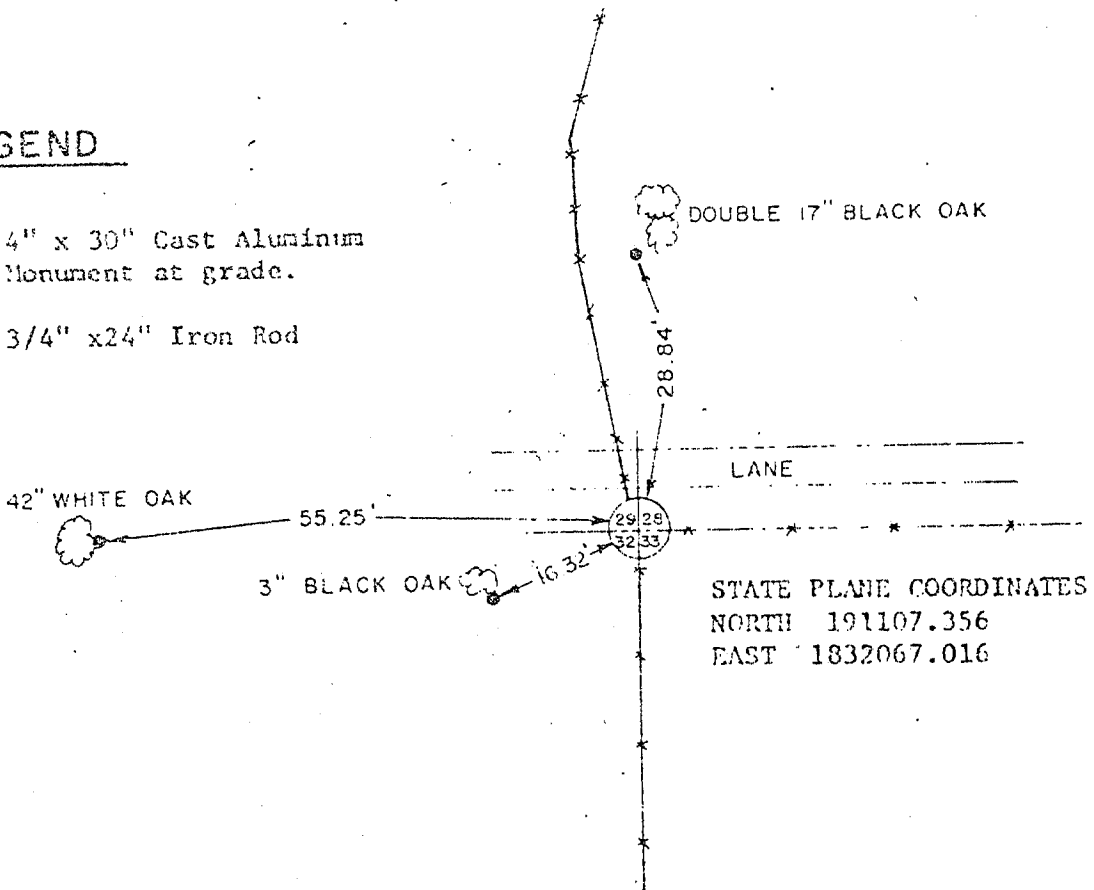 GEND
4" x 30" Cast Aluminum
Monument at grade.
3/4" x24" Iron Rod
DOUBLE 17" BLACK OAK
28.84'
LANE
42" WHITE OAK
55.25'
29 28
32 33
3" BLACK OAK
16.32'
STATE PLANE COORDINATES
NORTH 191107.356
EAST 1832067.016